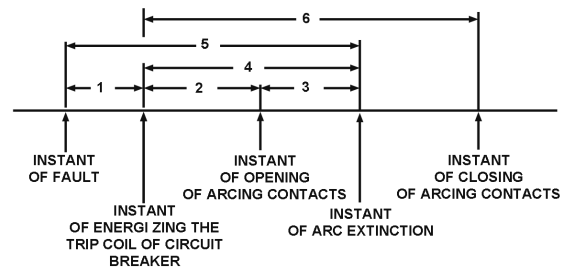 6
5
4
1
2
3
INSTANT
OF FAULT
INSTANT
OF ENERGI ZING THE
TRIP COIL OF CIRCUIT
BREAKER
INSTANT
OF OPENING
OF ARCING CONTACTS
INSTANT
OF ARC EXTINCTION
INSTANT
OF CLOSING
OF ARCING CONTACTS